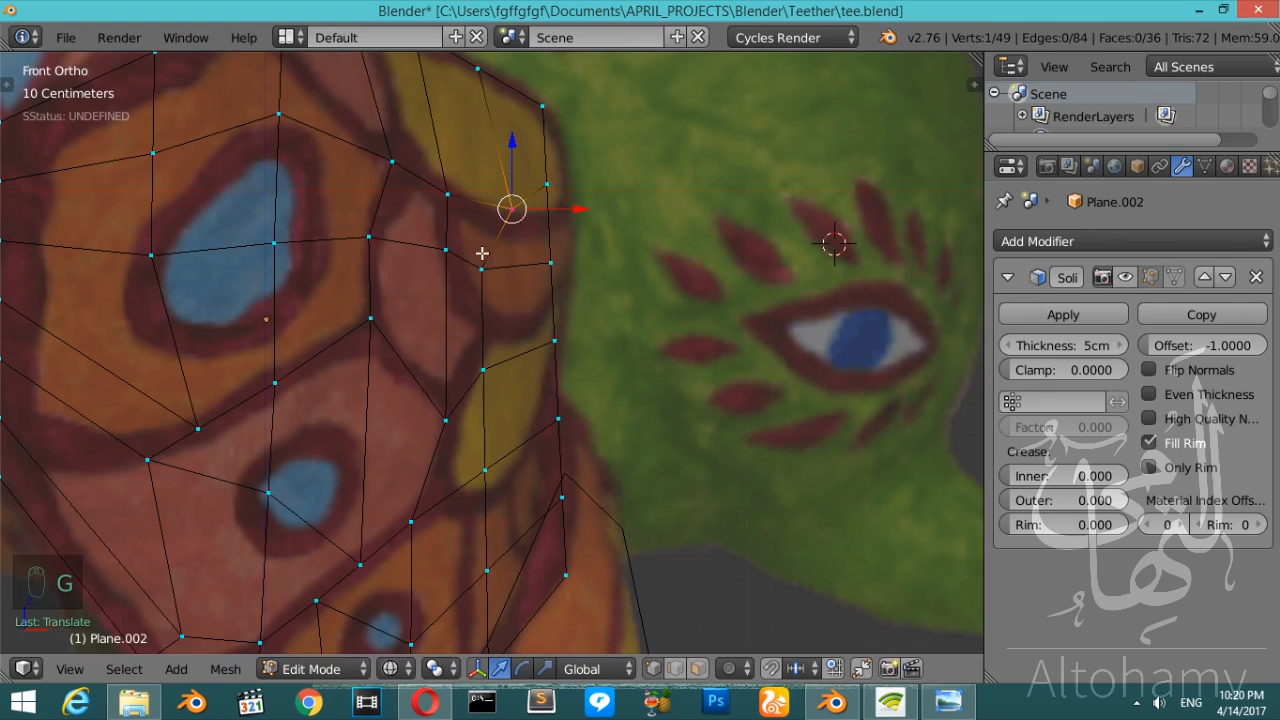 Blender* [C:\Users\fgffgfgf\Documents\APRIL_PROJECTS\Blender\Teether\tee.blend]
File Render Window Help Default Scene Cycles Render v2.76 | Verts:1/49 | Edges:0/84 | Faces:0/36 | Tris:72 | Mem:59.0
Front Ortho
10 Centimeters
SStatus: UNDEFINED
View Search All Scenes
Scene
RenderLayers
Plane.002
Add Modifier
Soli
Apply Copy
Thickness: 5cm Offset: -1.0000
Clamp: 0.0000 Flip Normals
Even Thickness
High Quality N...
Factor: 0.000 Fill Rim
Crease: Only Rim
Inner: 0.000
Outer: 0.000 Material Index Offs...
Rim: 0.000 0 Rim: 0
G
Last: Translate
(1) Plane.002
View Select Add Mesh Edit Mode Global
Altohamy
321
Ps
ENG
10:20 PM
4/14/2017